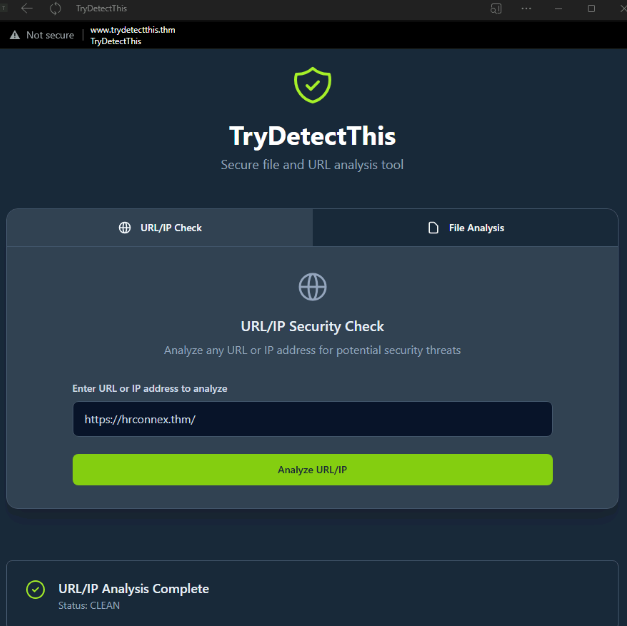 TryDetectThis
Not secure
www.trydetectthis.thm
TryDetectThis
TryDetectThis
Secure file and URL analysis tool
URL/IP Check
File Analysis
URL/IP Security Check
Analyze any URL or IP address for potential security threats
Enter URL or IP address to analyze
https://hrconnex.thm/
Analyze URL/IP
URL/IP Analysis Complete
Status: CLEAN